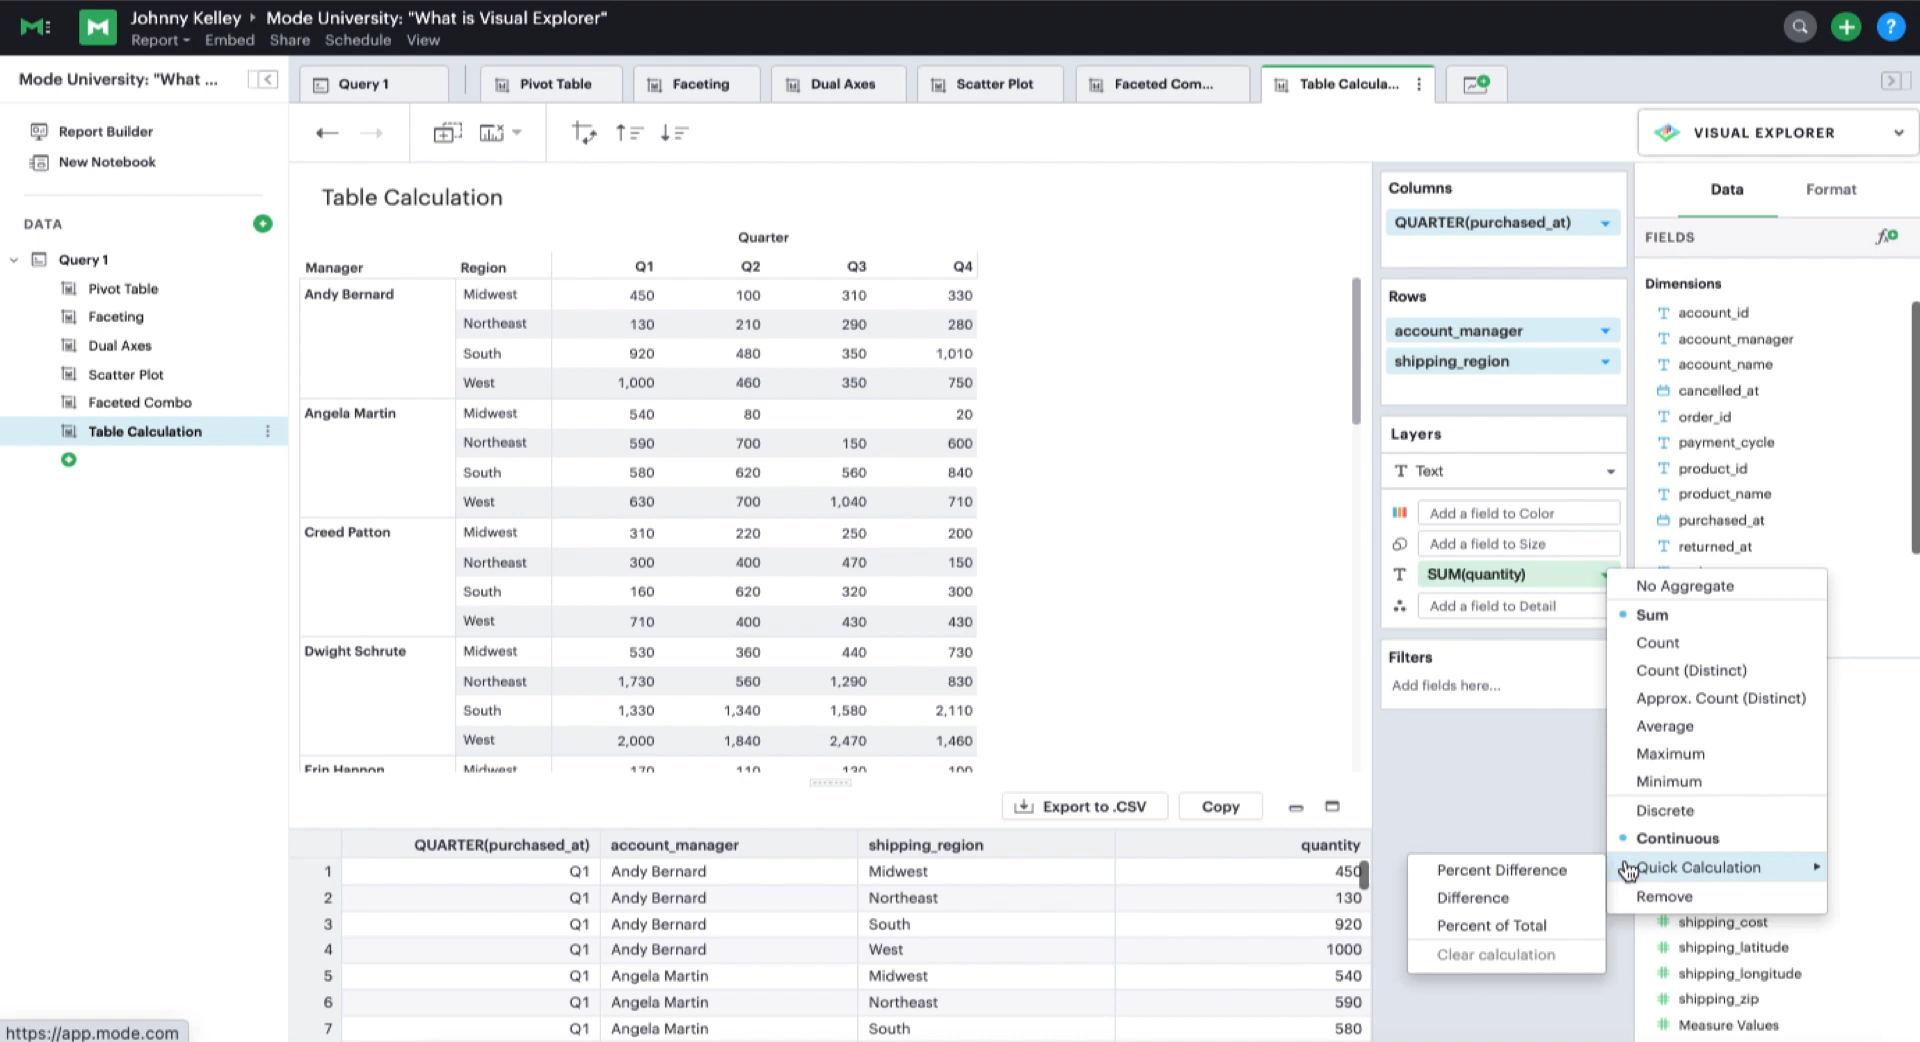 Johnny Kelley ▸ Mode University: "What is Visual Explorer"
Report Embed Share Schedule View
Mode University: "What ...
Query 1
Pivot Table
Faceting
Dual Axes
Scatter Plot
Faceted Com...
Table Calcula...
Report Builder
New Notebook
DATA
Query 1
Pivot Table
Faceting
Dual Axes
Scatter Plot
Faceted Combo
Table Calculation
https://app.mode.com
Table Calculation
Quarter
Manager Region Q1 Q2 Q3 Q4
Andy Bernard Midwest 450 100 310 330
Northeast 130 210 290 280
South 920 480 350 1,010
West 1,000 460 350 750
Angela Martin Midwest 540 80 20
Northeast 590 700 150 600
South 580 620 560 840
West 630 700 1,040 710
Creed Patton Midwest 310 220 250 200
Northeast 300 400 470 150
South 160 620 320 300
West 710 400 430 430
Dwight Schrute Midwest 530 360 440 730
Northeast 1,730 560 1,290 830
South 1,330 1,340 1,580 2,110
West 2,000 1,840 2,470 1,460
Erin Hannon Midwest 170 110 130 100
Export to .CSV
Copy
QUARTER(purchased_at) account_manager shipping_region quantity
1 Q1 Andy Bernard Midwest 450
2 Q1 Andy Bernard Northeast 130
3 Q1 Andy Bernard South 920
4 Q1 Andy Bernard West 1000
5 Q1 Angela Martin Midwest 540
6 Q1 Angela Martin Northeast 590
7 Q1 Angela Martin South 580
Columns
QUARTER(purchased_at)
Rows
account_manager
shipping_region
Layers
T Text
Add a field to Color
Add a field to Size
T SUM(quantity)
Add a field to Detail
Filters
Add fields here...
No Aggregate
Sum
Count
Count (Distinct)
Approx. Count (Distinct)
Average
Maximum
Minimum
Discrete
Continuous
Quick Calculation
Remove
Percent Difference
Difference
Percent of Total
Clear calculation
VISUAL EXPLORER
Data Format
FIELDS
Dimensions
T account_id
T account_manager
T account_name
cancelled_at
T order_id
T payment_cycle
T product_id
T product_name
purchased_at
T returned_at
# shipping_cost
# shipping_latitude
# shipping_longitude
# shipping_zip
# Measure Values